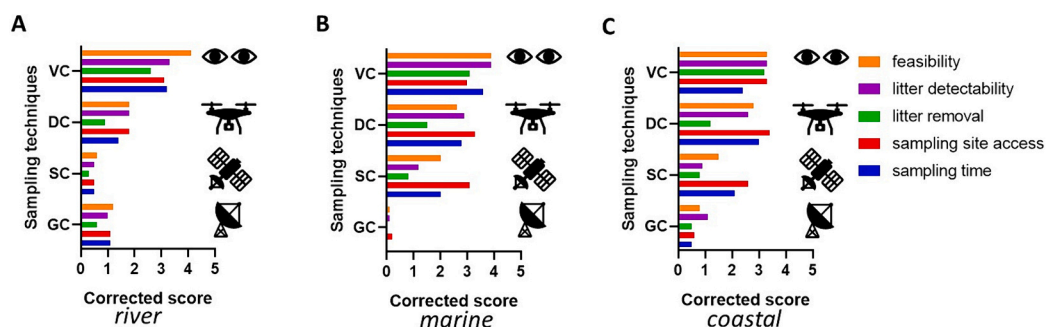 A
Sampling techniques
VC
DC
SC
GC
0 1 2 3 4 5
Corrected score
river
B
Sampling techniques
VC
DC
SC
GC
0 1 2 3 4 5
Corrected score
marine
C
Sampling techniques
VC
DC
SC
GC
0 1 2 3 4 5
Corrected score
coastal
feasibility
litter detectability
litter removal
sampling site access
sampling time